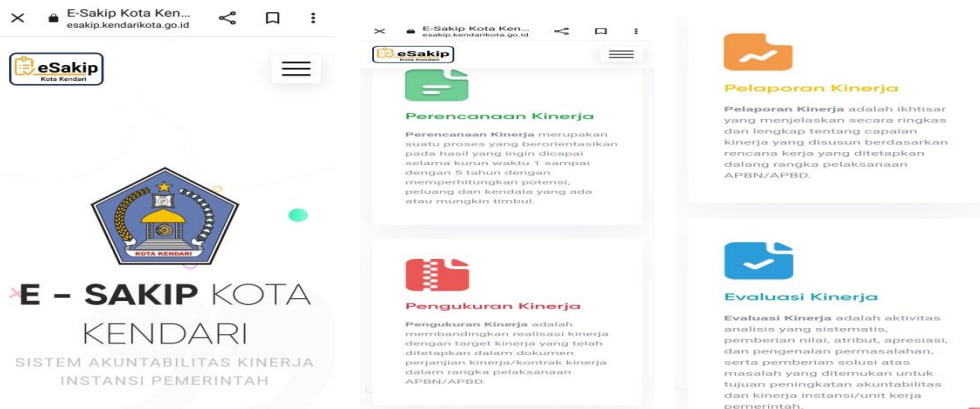 E-Sakip Kota Ken...
esakip.kendarikota.go.id
eSakip
Kota Kendari
KOTA KENDARI
E - SAKIP KOTA
KENDARI
SISTEM AKUNTABILITAS KINERJA
INSTANSI PEMERINTAH
E-Sakip Kota Ken...
esakip.kendarikota.go.id
eSakip
Kota Kendari
Perencanaan Kinerja
Perencanaan Kinerja merupakan
suatu proses yang berorientasikan
pada hasil yang ingin dicapai
selama kurun waktu 1 sampai
dengan 5 tahun dengan
memperhitungkan potensi,
peluang dan kendala yang ada
atau mungkin timbul.
Pengukuran Kinerja
Pengukuran Kinerja adalah
membandingkan realisasi kinerja
dengan target kinerja yang telah
ditetapkan dalam dokumen
perjanjian kinerja/kontrak kinerja
dalam rangka pelaksanaan
APBN/APBD.
Pelaporan Kinerja
Pelaporan Kinerja adalah ikhtisar
yang menjelaskan secara ringkas
dan lengkap tentang capaian
kinerja yang disusun berdasarkan
rencana kerja yang ditetapkan
dalang rangka pelaksanaan
APBN/APBD.
Evaluasi Kinerja
Evaluasi Kinerja adalah aktivitas
analisis yang sistematis,
pemberian nilai, atribut, apresiasi,
dan pengenalan permasalahan,
serta pemberian solusi atas
masalah yang ditemukan untuk
tujuan peningkatan akuntabilitas
dan kinerja instansi/unit kerja
pemerintah.